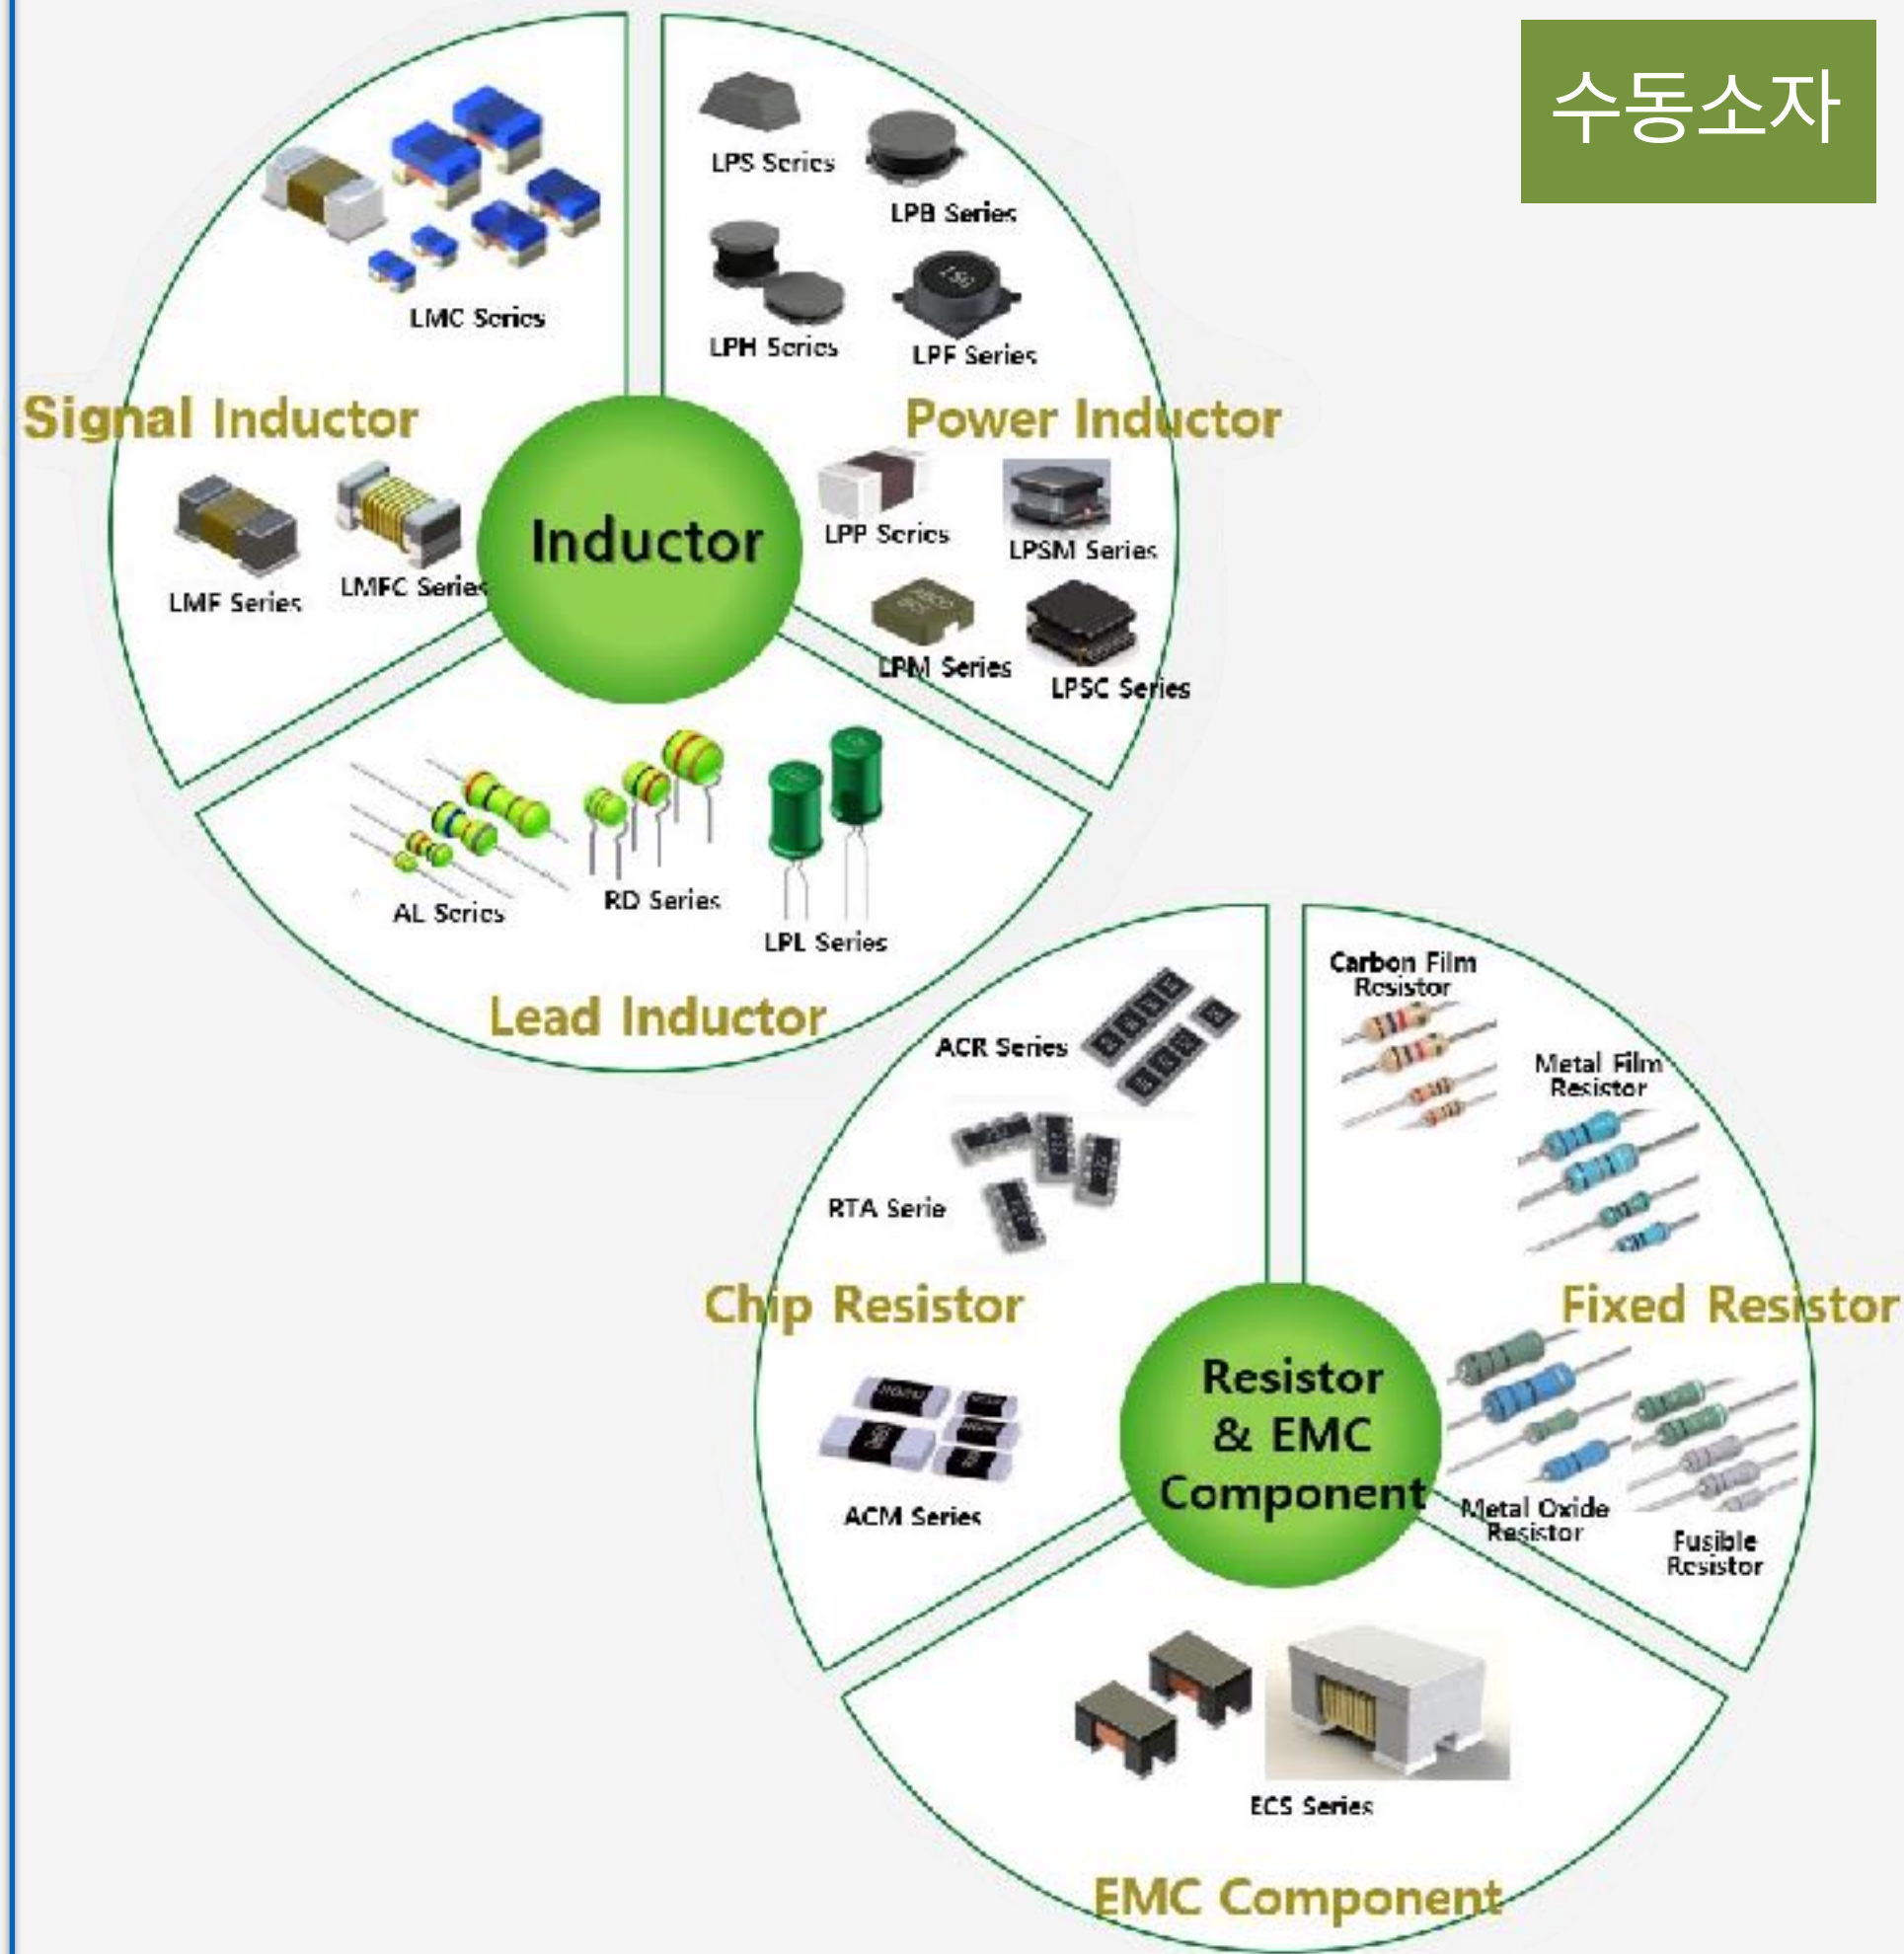 수동소자
LMC Series
Signal Inductor
LMF Series
LMFC Series
LPS Series
LPB Series
LPH Series
LPF Series
Power Inductor
LPP Series
LPSM Series
LPM Series
LPSC Series
Inductor
AL Series
RD Series
LPL Series
Lead Inductor
ACR Series
RTA Serie
Chip Resistor
ACM Series
Carbon Film
Resistor
Metal Film
Resistor
Fixed Resistor
Metal Oxide
Resistor
Fusible
Resistor
Resistor
& EMC
Component
ECS Series
EMC Component